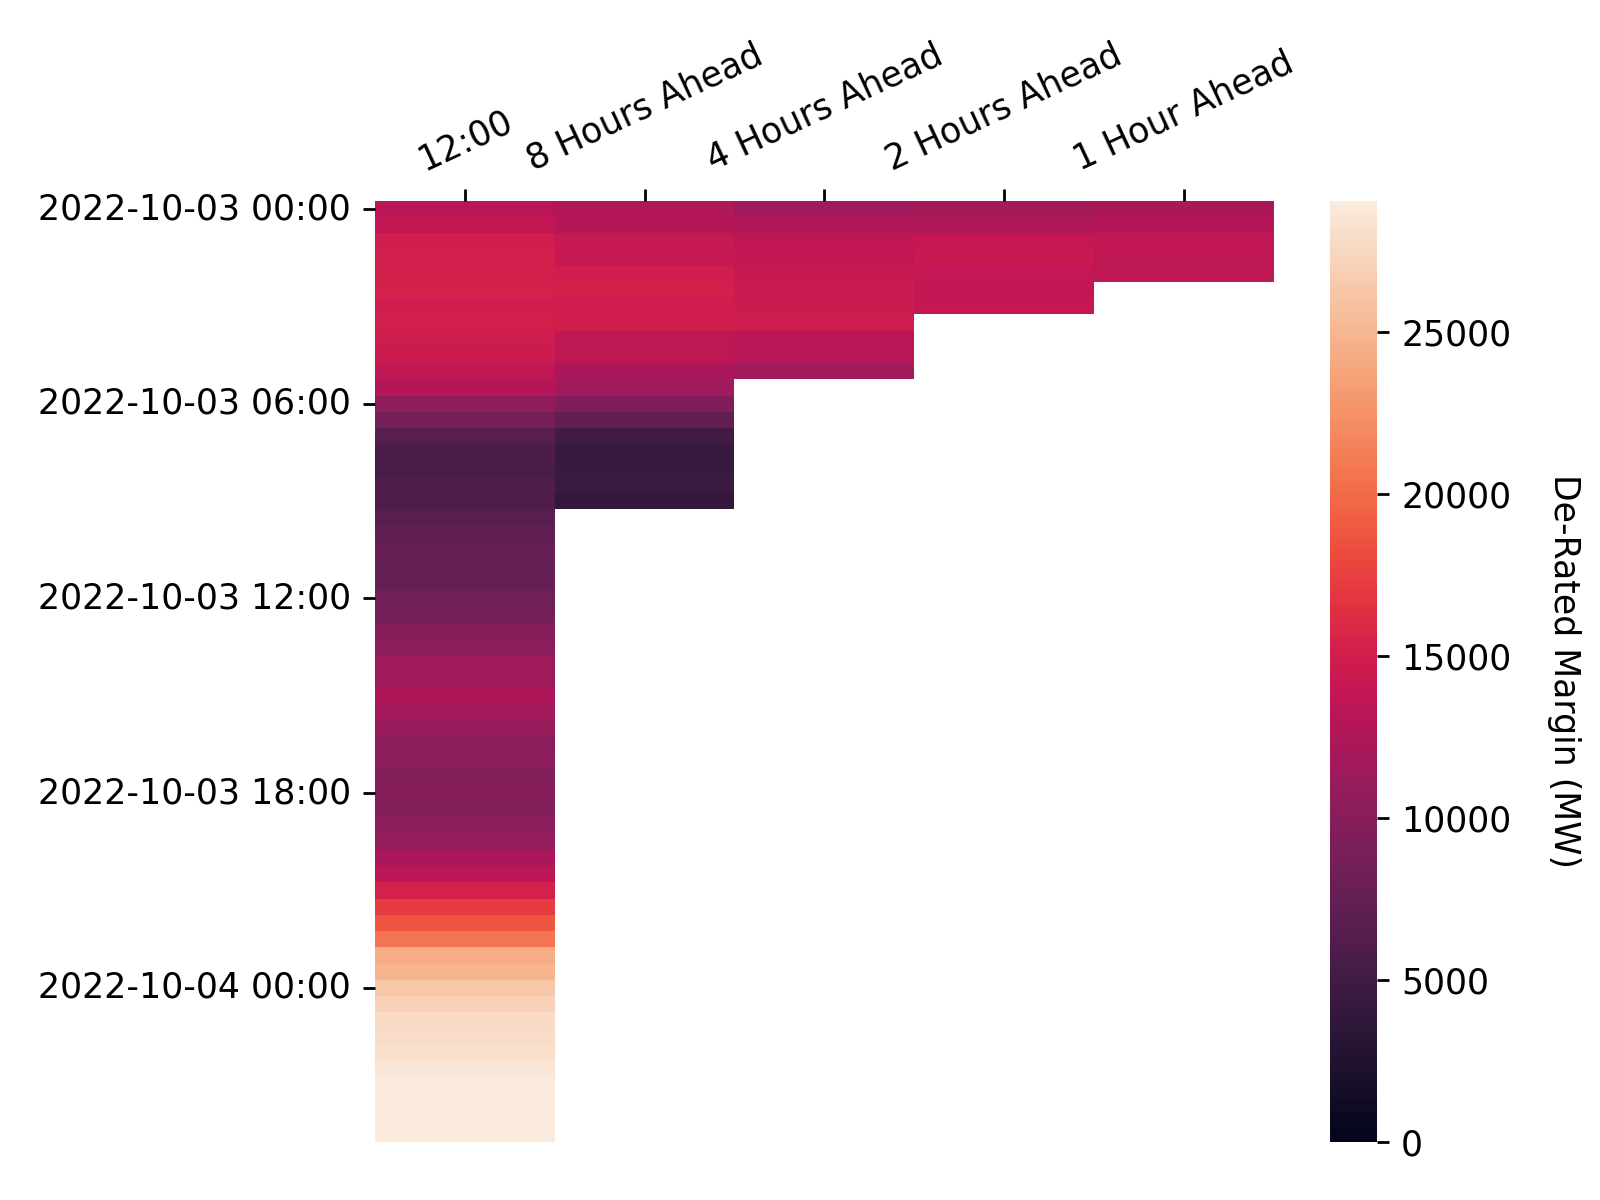 12:00
8 Hours Ahead
4 Hours Ahead
2 Hours Ahead
1 Hour Ahead
2022-10-03 00:00
2022-10-03 06:00
2022-10-03 12:00
2022-10-03 18:00
2022-10-04 00:00
25000
20000
15000
10000
5000
0
De-Rated Margin (MW)